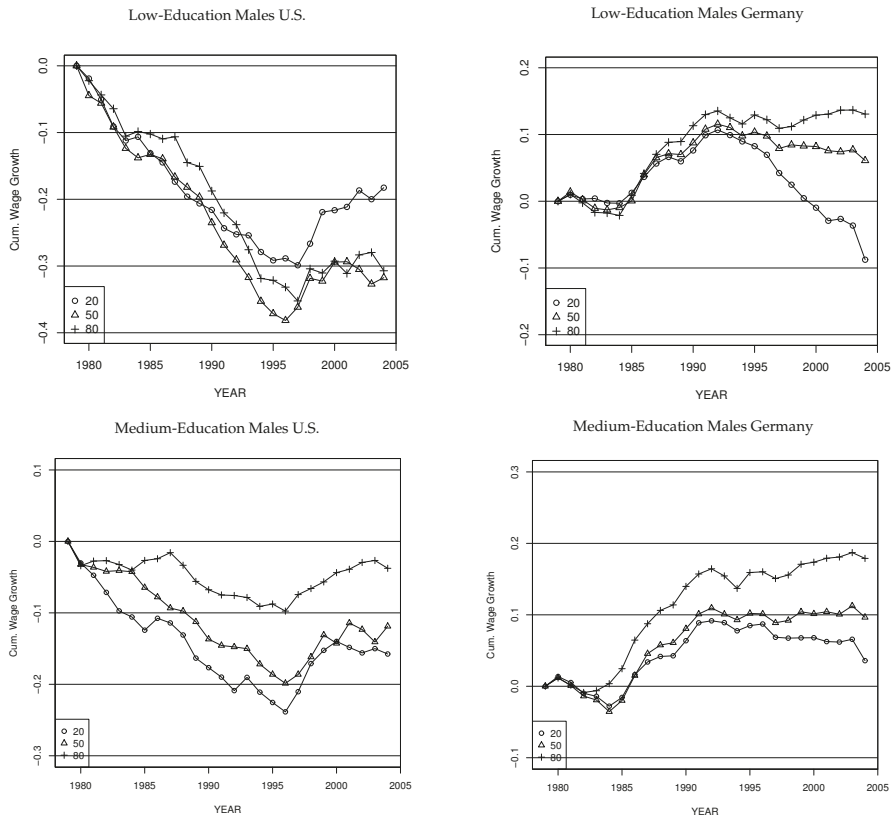 Low-Education Males U.S.
Cum. Wage Growth
0.0
−0.1
−0.2
−0.3
−0.4
20
50
80
1980 1985 1990 1995 2000 2005
YEAR
Low-Education Males Germany
Cum. Wage Growth
0.2
0.1
0.0
−0.1
−0.2
20
50
80
1980 1985 1990 1995 2000 2005
YEAR
Medium-Education Males U.S.
Cum. Wage Growth
0.1
0.0
−0.1
−0.2
−0.3
20
50
80
1980 1985 1990 1995 2000 2005
YEAR
Medium-Education Males Germany
Cum. Wage Growth
0.3
0.2
0.1
0.0
−0.1
20
50
80
1980 1985 1990 1995 2000 2005
YEAR